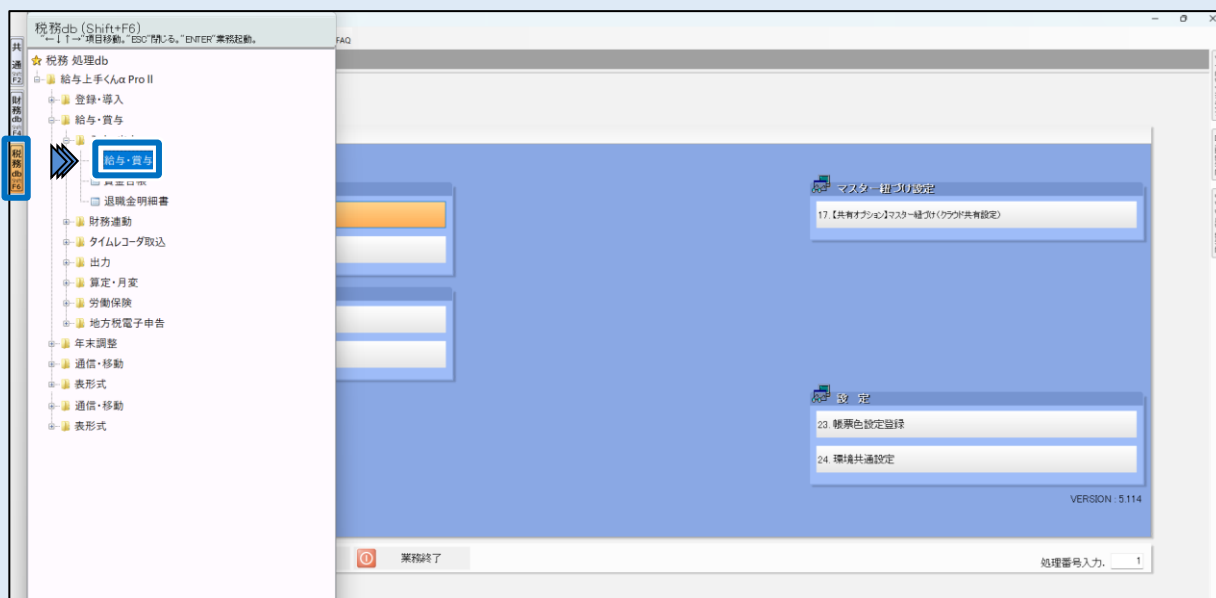 税務db (Shift+F6)
"←↓↑→"項目移動。"ESC"閉じる。"ENTER"業務起動。
FAQ
共通 F2
財務db F4
税務db F6
税務 処理db
給与上手くんα Pro II
登録・導入
給与・賞与
給与・賞与
賃金台帳
退職金明細書
財務連動
タイムレコーダ取込
出力
算定・月変
労働保険
地方税電子申告
年末調整
通信・移動
表形式
通信・移動
表形式
マスター紐づけ設定
17.【共有オプション】マスター紐づけ(クラウド共有設定)
設 定
23. 帳票色設定登録
24. 環境共通設定
VERSION : 5.114
業務終了
処理番号入力. 1